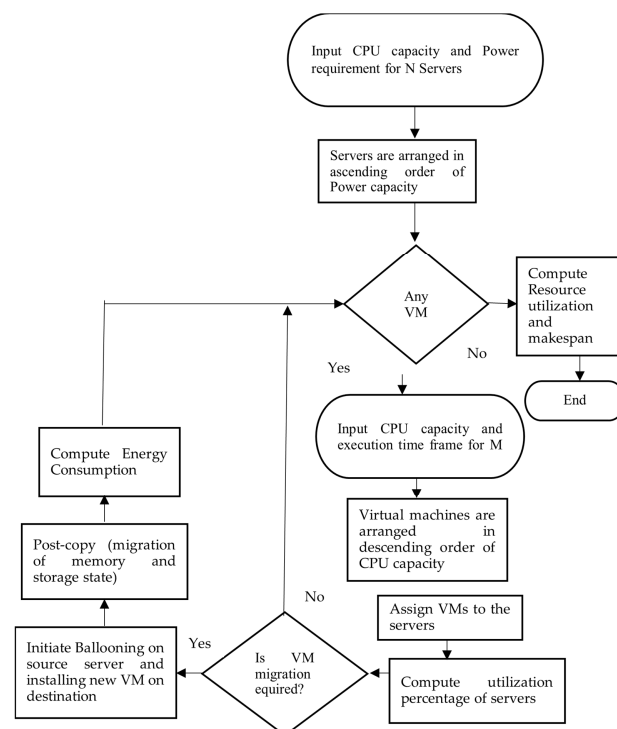 Input CPU capacity and Power
requirement for N Servers
Servers are arranged in
ascending order of
Power capacity
Any
VM
Compute
Resource
utilization
and
makespan
No
Yes
End
Input CPU capacity and
execution time frame for M
Compute Energy
Consumption
Virtual machines are
arranged in
descending order of
CPU capacity
Post-copy (migration
of memory and
storage state)
No
Assign VMs to the
servers
Yes
Initiate Ballooning on
source server and
installing new VM on
destination
Is VM
migration
equired?
Compute utilization
percentage of servers